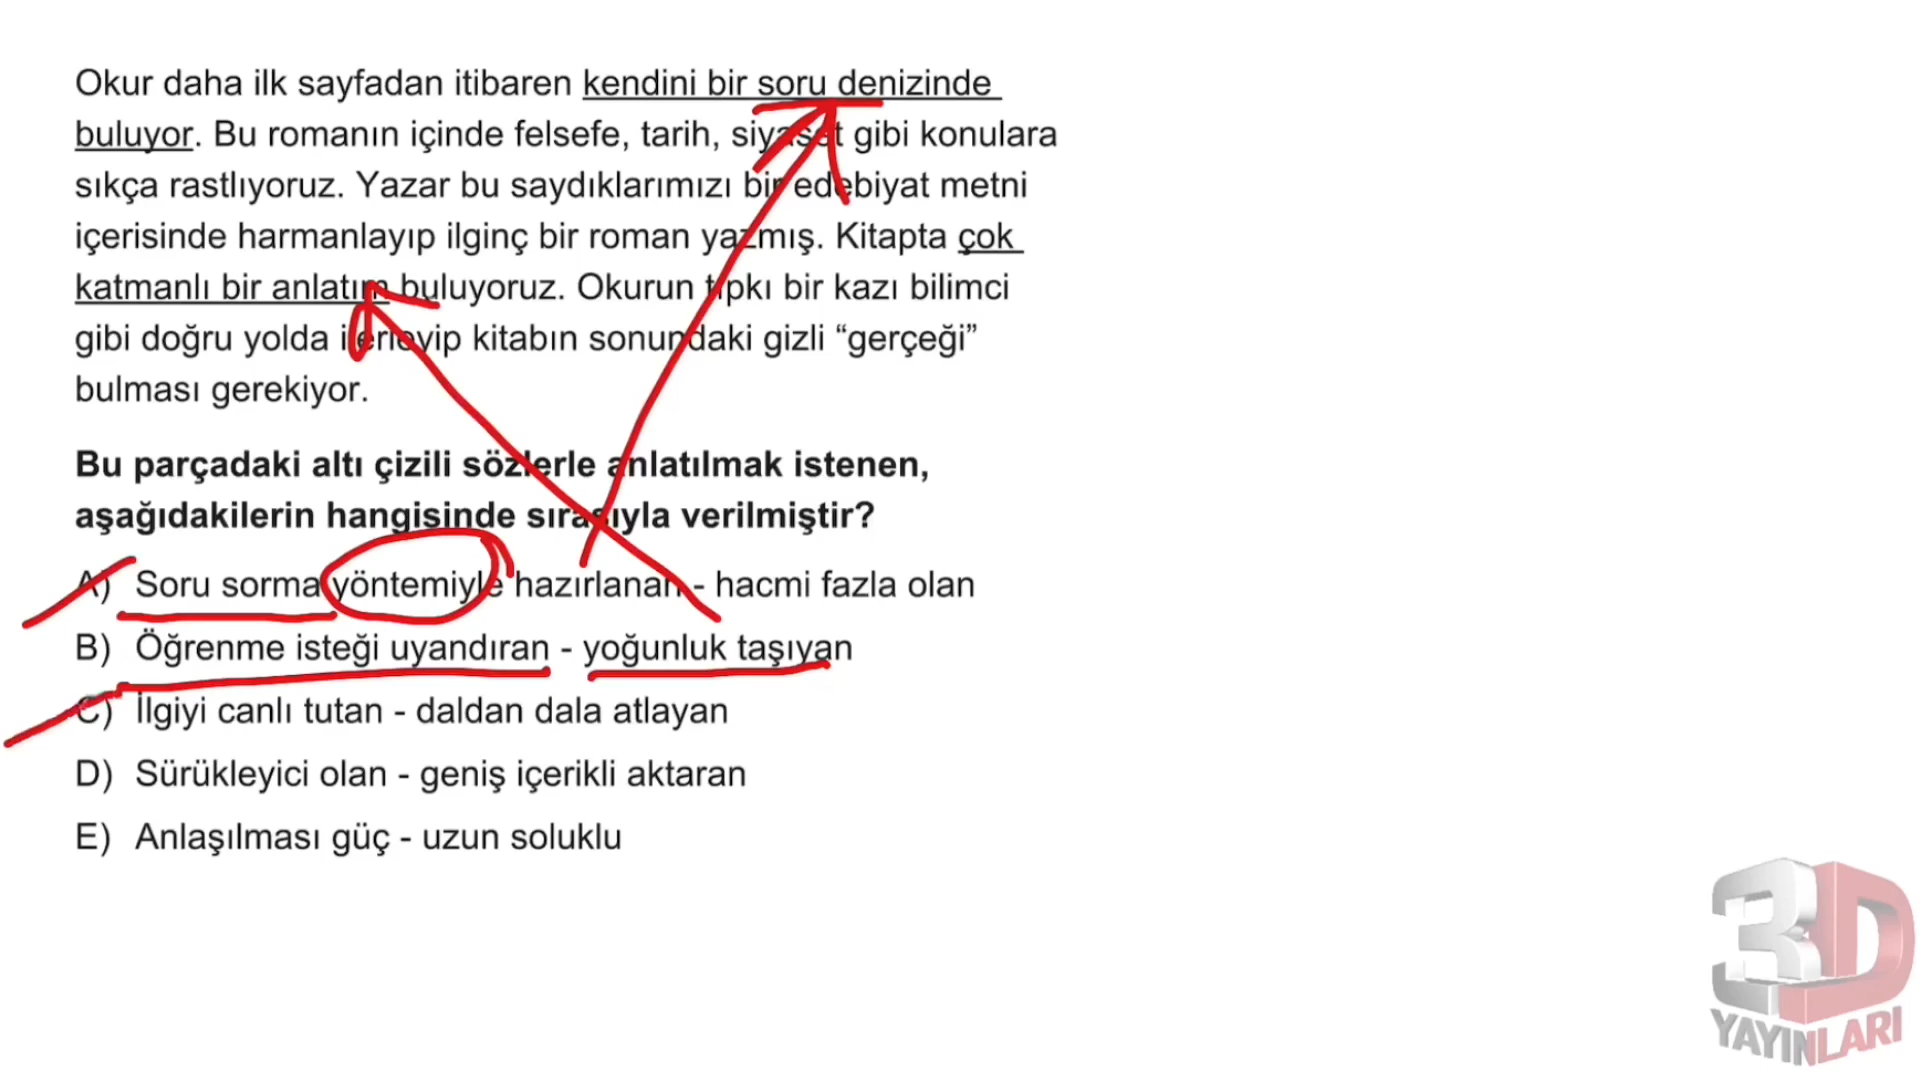 Okur daha ilk sayfadan itibaren kendini bir soru denizinde
buluyor. Bu romanın içinde felsefe, tarih, siyaset gibi konulara
sıkça rastlıyoruz. Yazar bu saydıklarımızı bir edebiyat metni
içerisinde harmanlayıp ilginç bir roman yazmış. Kitapta çok
katmanlı bir anlatım buluyoruz. Okurun tıpkı bir kazı bilimci
gibi doğru yolda ilerleyip kitabın sonundaki gizli “gerçeği”
bulması gerekiyor.
Bu parçadaki altı çizili sözlerle anlatılmak istenen,
aşağıdakilerin hangisinde sırasıyla verilmiştir?
A) Soru sorma yöntemiyle hazırlanan - hacmi fazla olan
B) Öğrenme isteği uyandıran - yoğunluk taşıyan
C) İlgiyi canlı tutan - daldan dala atlayan
D) Sürükleyici olan - geniş içerikli aktaran
E) Anlaşılması güç - uzun soluklu
3D
YAYINLARI